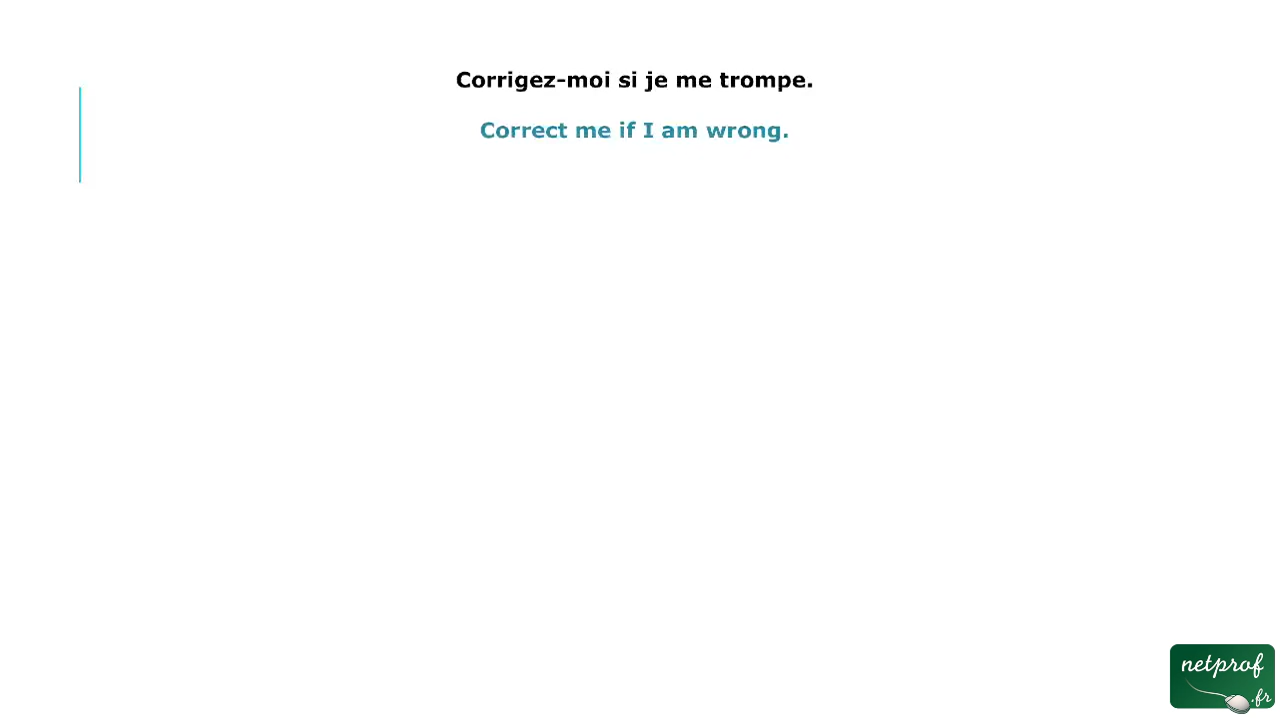 Corrigez-moi si je me trompe.
Correct me if I am wrong.
netprof
.fr